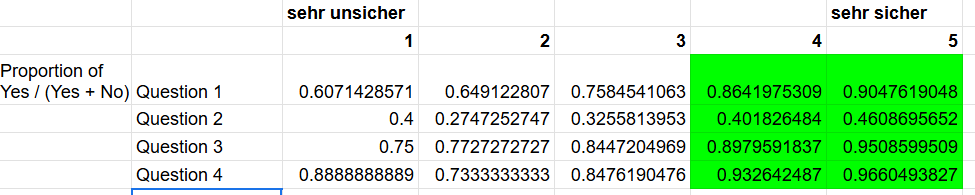 sehr unsicher sehr sicher
1 2 3 4 5
Proportion of
Yes / (Yes + No) Question 1 0.6071428571 0.649122807 0.7584541063 0.8641975309 0.9047619048
Question 2 0.4 0.2747252747 0.3255813953 0.401826484 0.4608695652
Question 3 0.75 0.7727272727 0.8447204969 0.8979591837 0.9508599509
Question 4 0.8888888889 0.7333333333 0.8476190476 0.932642487 0.9660493827